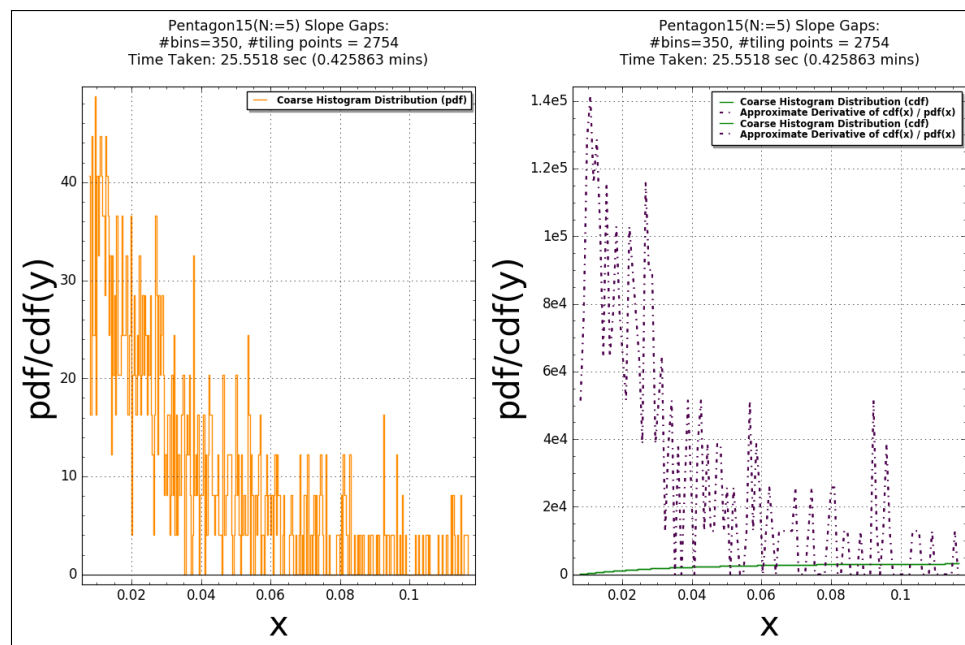 Pentagon15(N:=5) Slope Gaps:
#bins=350, #tiling points = 2754
Time Taken: 25.5518 sec (0.425863 mins)
Coarse Histogram Distribution (pdf)
pdf/cdf(y)
40
30
20
10
0
0.02 0.04 0.06 0.08 0.1
x
Pentagon15(N:=5) Slope Gaps:
#bins=350, #tiling points = 2754
Time Taken: 25.5518 sec (0.425863 mins)
Coarse Histogram Distribution (cdf)
Approximate Derivative of cdf(x) / pdf(x)
Coarse Histogram Distribution (cdf)
Approximate Derivative of cdf(x) / pdf(x)
pdf/cdf(y)
1.4e5
1.2e5
1e5
8e4
6e4
4e4
2e4
0
0.02 0.04 0.06 0.08 0.1
x